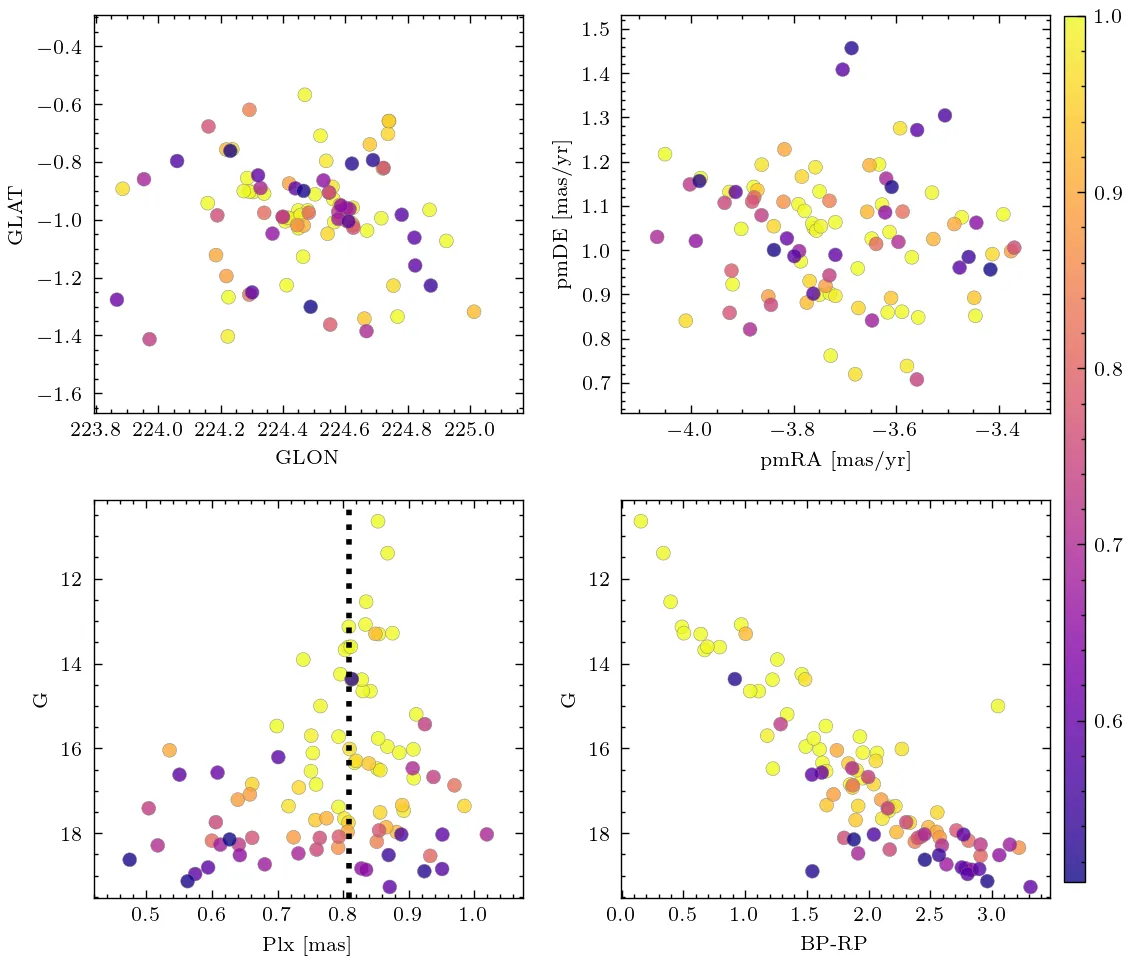 −0.4
−0.6
−0.8
−1.0
−1.2
−1.4
−1.6
GLAT
223.8 224.0 224.2 224.4 224.6 224.8 225.0
GLON
1.5
1.4
1.3
1.2
1.1
1.0
0.9
0.8
0.7
pmDE [mas/yr]
−4.0 −3.8 −3.6 −3.4
pmRA [mas/yr]
1.0
0.9
0.8
0.7
0.6
12
14
16
18
G
0.5 0.6 0.7 0.8 0.9 1.0
Plx [mas]
12
14
16
18
G
0.0 0.5 1.0 1.5 2.0 2.5 3.0
BP-RP